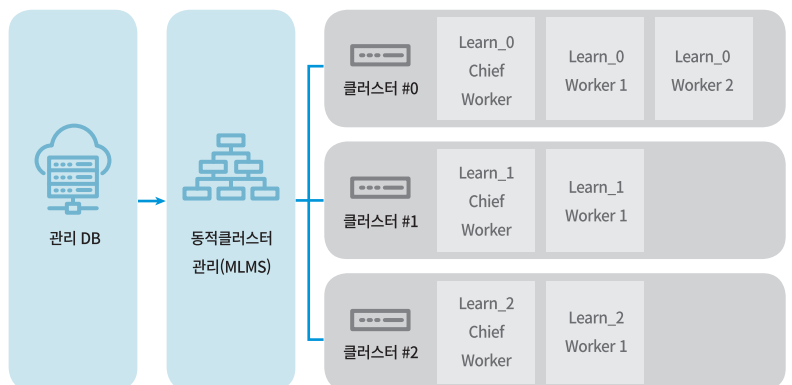 관리 DB
동적클러스터
관리(MLMS)
클러스터 #0
Learn_0
Chief
Worker
Learn_0
Worker 1
Learn_0
Worker 2
클러스터 #1
Learn_1
Chief
Worker
Learn_1
Worker 1
클러스터 #2
Learn_2
Chief
Worker
Learn_2
Worker 1